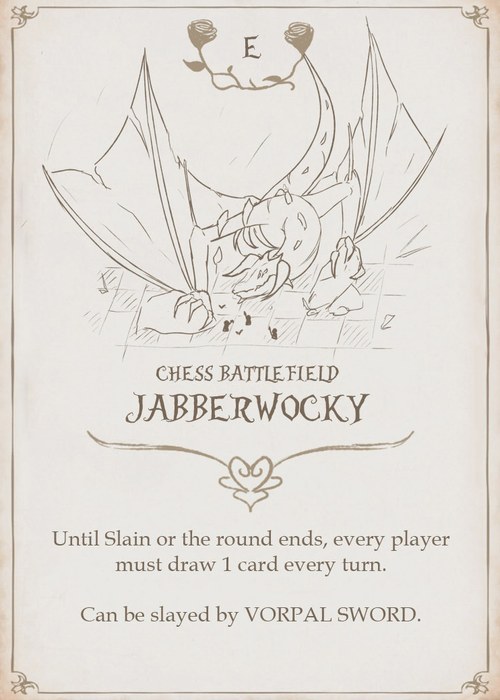 E
CHESS BATTLEFIELD
JABBERWOCKY
Until Slain or the round ends, every player
must draw 1 card every turn.
Can be slayed by VORPAL SWORD.